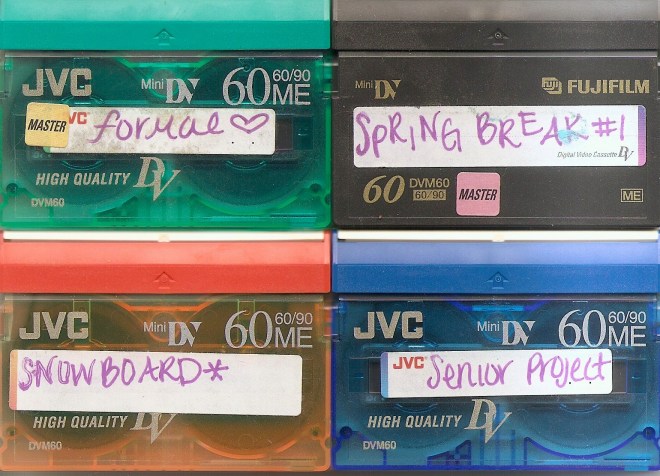 JVC Mini DV 60 60/90 ME
MASTER VC formal ♡
HIGH QUALITY DV
DVM60
Mini DV FUJI FUJIFILM
SPRING BREAK #1
Digital Video Cassette DV
60 DVM60 60/90 MASTER ME
JVC Mini DV 60 60/90 ME
SNOWBOARD*
HIGH QUALITY DV
DVM60
JVC Mini DV 60 60/90 ME
JVC Senior Project
HIGH QUALITY DV
DVM60